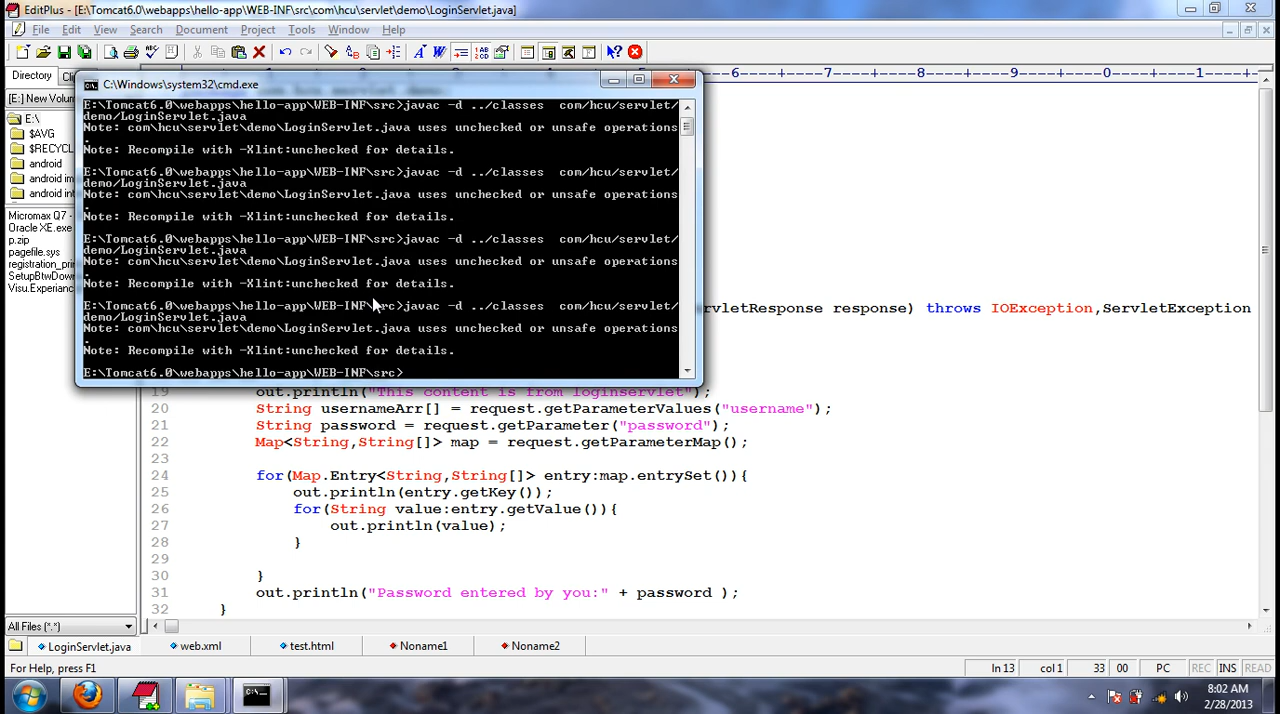 EditPlus - [E:\Tomcat6.0\webapps\hello-app\WEB-INF\src\com\hcu\servlet\demo\LoginServlet.java]
File Edit View Search Document Project Tools Window Help
Directory
[E:] New Volum
E:\
$AVG
$RECYCL
android
android im
android int
Micromax Q7 -
Oracle XE.exe
p.zip
pagefile.sys
registration_prin
SetupBtwDown
Visu.Experianc
All Files (*.*)
C:\Windows\system32\cmd.exe
E:\Tomcat6.0\webapps\hello-app\WEB-INF\src>javac -d ../classes  com/hcu/servlet/
demo/LoginServlet.java
Note: com\hcu\servlet\demo\LoginServlet.java uses unchecked or unsafe operations
.
Note: Recompile with -Xlint:unchecked for details.
E:\Tomcat6.0\webapps\hello-app\WEB-INF\src>javac -d ../classes  com/hcu/servlet/
demo/LoginServlet.java
Note: com\hcu\servlet\demo\LoginServlet.java uses unchecked or unsafe operations
.
Note: Recompile with -Xlint:unchecked for details.
E:\Tomcat6.0\webapps\hello-app\WEB-INF\src>javac -d ../classes  com/hcu/servlet/
demo/LoginServlet.java
Note: com\hcu\servlet\demo\LoginServlet.java uses unchecked or unsafe operations
.
Note: Recompile with -Xlint:unchecked for details.
E:\Tomcat6.0\webapps\hello-app\WEB-INF\src>javac -d ../classes  com/hcu/servlet/
demo/LoginServlet.java
Note: com\hcu\servlet\demo\LoginServlet.java uses unchecked or unsafe operations
.
Note: Recompile with -Xlint:unchecked for details.
E:\Tomcat6.0\webapps\hello-app\WEB-INF\src>
6 7 8 9 0 1
rvletResponse response) throws IOException,ServletException
19 out.println("This content is from loginservlet");
20 String usernameArr[] = request.getParameterValues("username");
21 String password = request.getParameter("password");
22 Map<String,String[]> map = request.getParameterMap();
23
24 for(Map.Entry<String,String[]> entry:map.entrySet()){
25 out.println(entry.getKey());
26 for(String value:entry.getValue()){
27 out.println(value);
28 }
29
30 }
31 out.println("Password entered by you:" + password );
32 }
LoginServlet.java web.xml test.html Noname1 Noname2
For Help, press F1 ln 13 col 1 33 00 PC REC INS READ
8:02 AM
2/28/2013